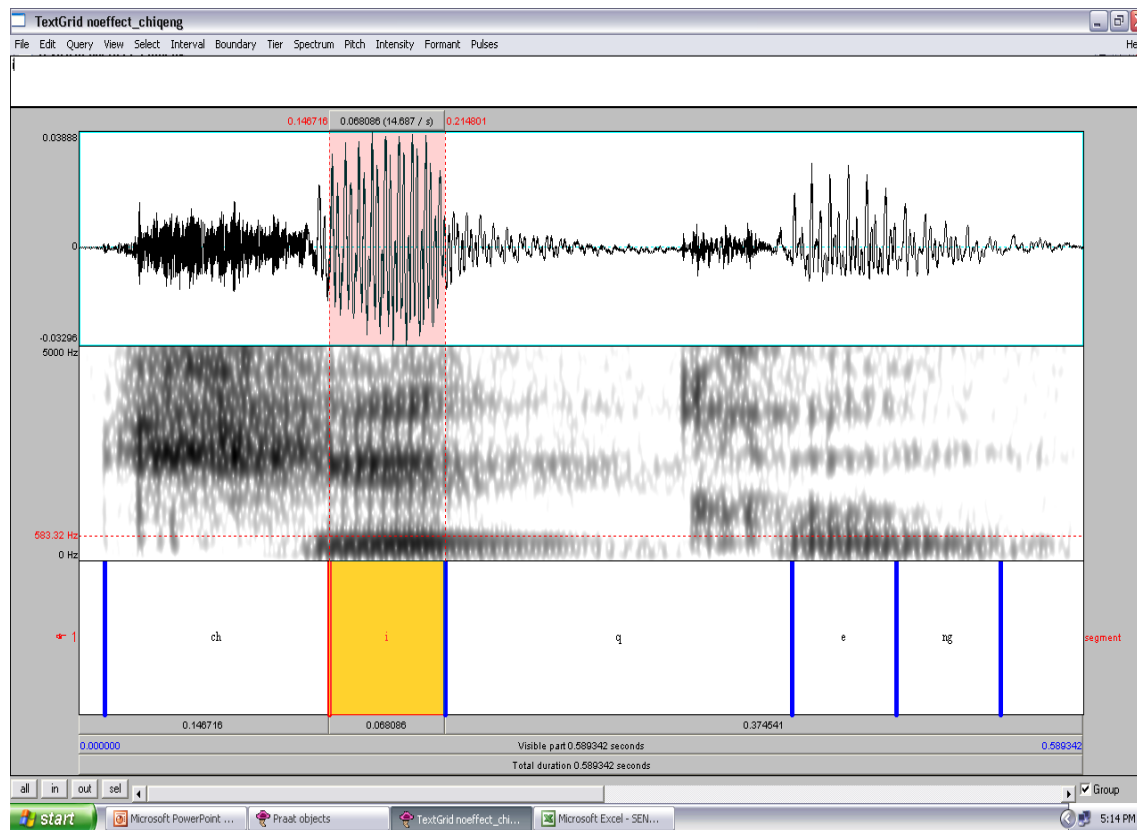 TextGrid noeffect_chiqeng
File Edit Query View Select Interval Boundary Tier Spectrum Pitch Intensity Formant Pulses He
i
0.146716 0.068086 (14.687 / s) 0.214801
0.03888
0
-0.03296
5000 Hz
583.32 Hz
0 Hz
1 ch i q e ng segment
0.146716 0.068086 0.374541
0.000000 Visible part 0.589342 seconds 0.589342
Total duration 0.589342 seconds
all in out sel Group
start Microsoft PowerPoint ... Praat objects TextGrid noeffect_chi... Microsoft Excel - SEN... 5:14 PM